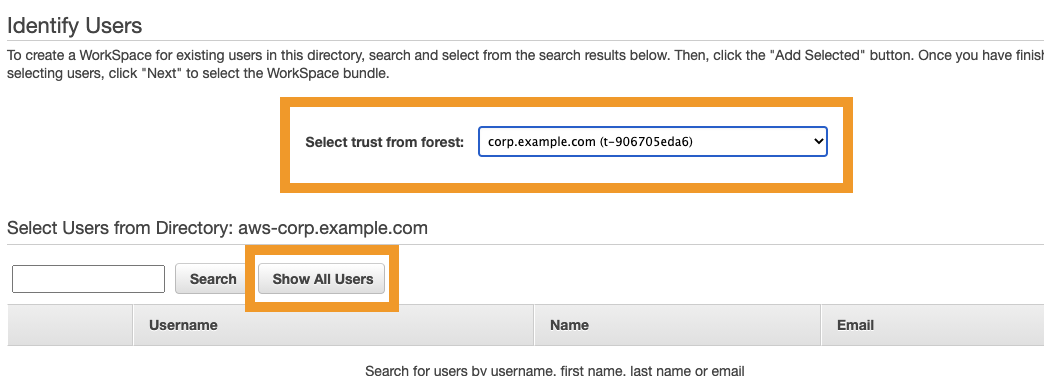 Identify Users
To create a WorkSpace for existing users in this directory, search and select from the search results below. Then, click the "Add Selected" button. Once you have
selecting users, click "Next" to select the WorkSpace bundle.
Select trust from forest: corp.example.com (t-906705eda6)
Select Users from Directory: aws-corp.example.com
Search Show All Users
Username Name Email
Search for users by username, first name, last name or email